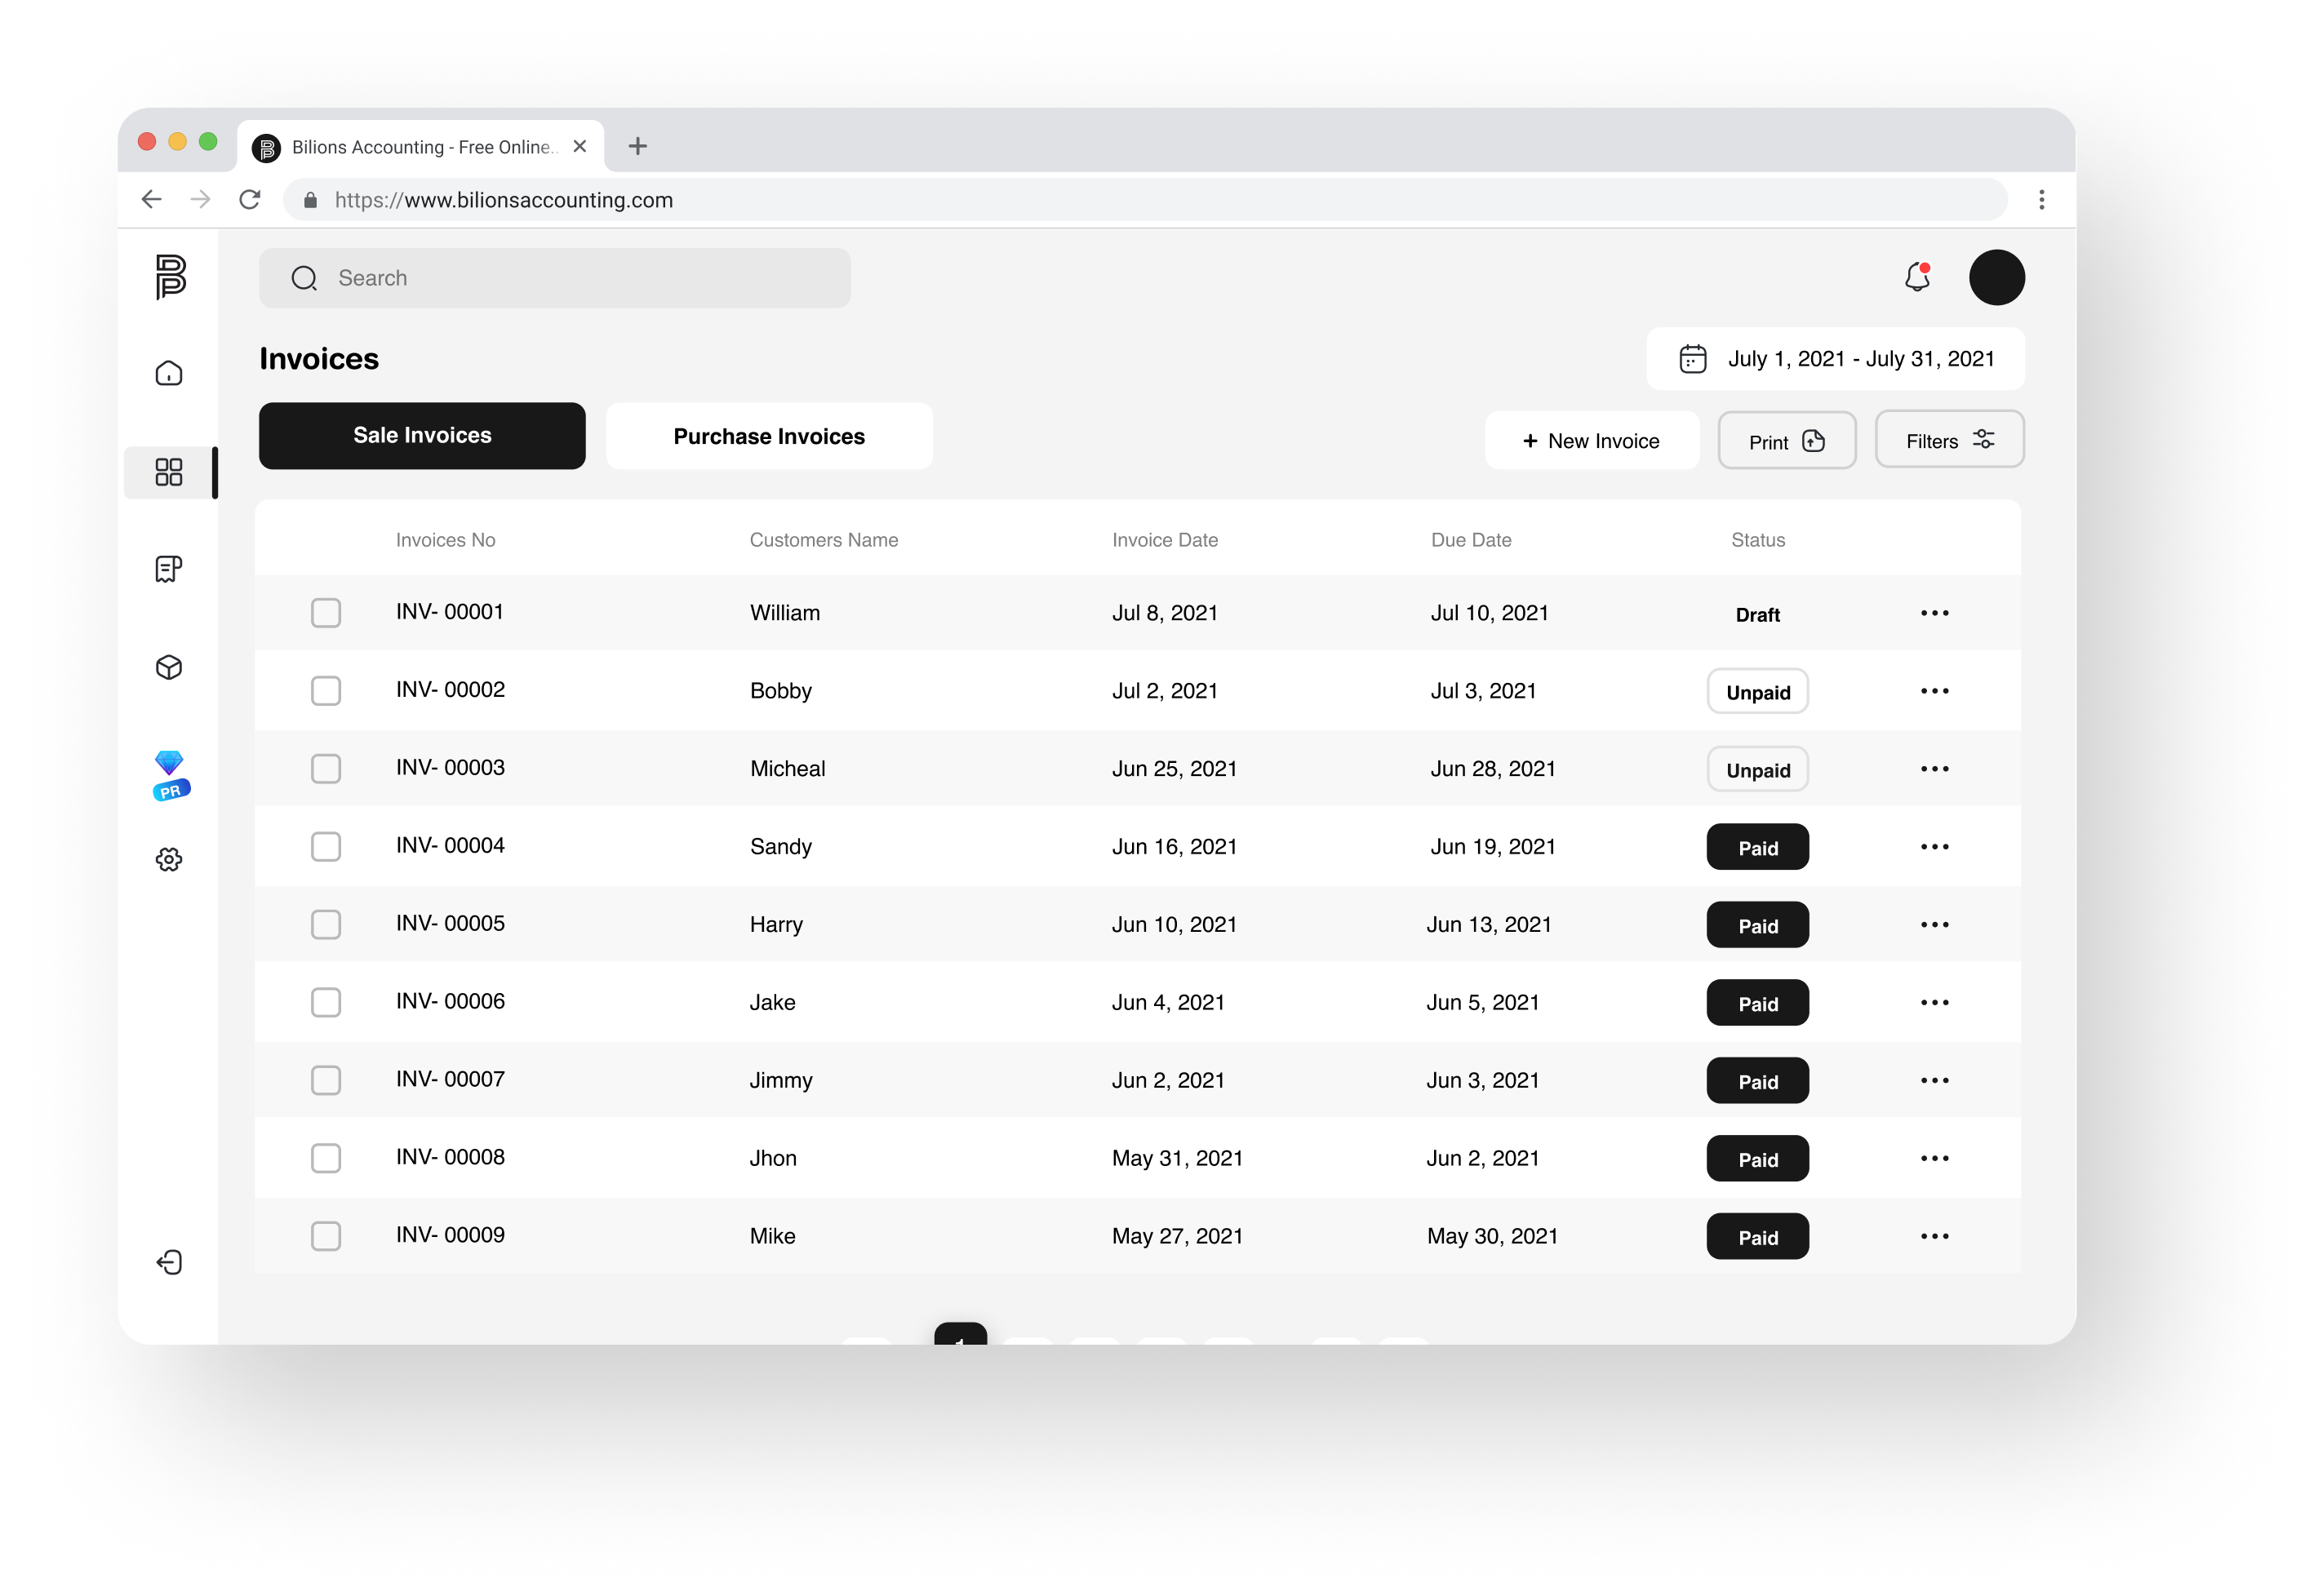 Bilions Accounting - Free Online..
https://www.bilionsaccounting.com
Search
Invoices
July 1, 2021 - July 31, 2021
Sale Invoices
Purchase Invoices
+ New Invoice
Print
Filters
Invoices No Customers Name Invoice Date Due Date Status
INV- 00001 William Jul 8, 2021 Jul 10, 2021 Draft
INV- 00002 Bobby Jul 2, 2021 Jul 3, 2021 Unpaid
INV- 00003 Micheal Jun 25, 2021 Jun 28, 2021 Unpaid
PR
INV- 00004 Sandy Jun 16, 2021 Jun 19, 2021 Paid
INV- 00005 Harry Jun 10, 2021 Jun 13, 2021 Paid
INV- 00006 Jake Jun 4, 2021 Jun 5, 2021 Paid
INV- 00007 Jimmy Jun 2, 2021 Jun 3, 2021 Paid
INV- 00008 Jhon May 31, 2021 Jun 2, 2021 Paid
INV- 00009 Mike May 27, 2021 May 30, 2021 Paid